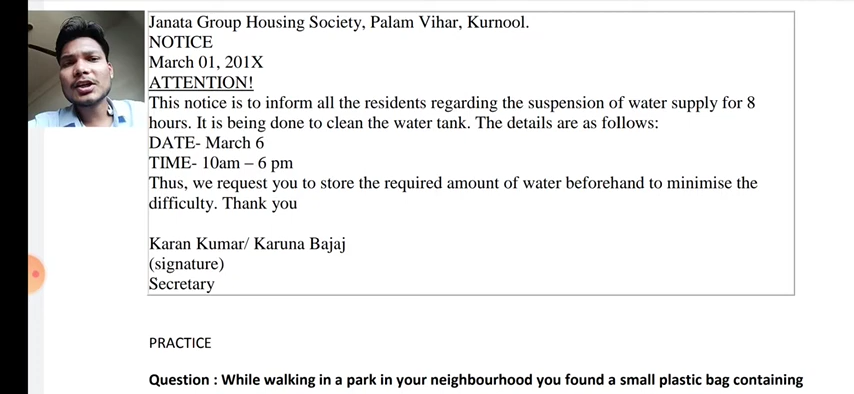 Janata Group Housing Society, Palam Vihar, Kurnool.
NOTICE
March 01, 201X
ATTENTION!
This notice is to inform all the residents regarding the suspension of water supply for 8
hours. It is being done to clean the water tank. The details are as follows:
DATE- March 6
TIME- 10am – 6 pm
Thus, we request you to store the required amount of water beforehand to minimise the
difficulty. Thank you
Karan Kumar/ Karuna Bajaj
(signature)
Secretary
PRACTICE
Question : While walking in a park in your neighbourhood you found a small plastic bag containing